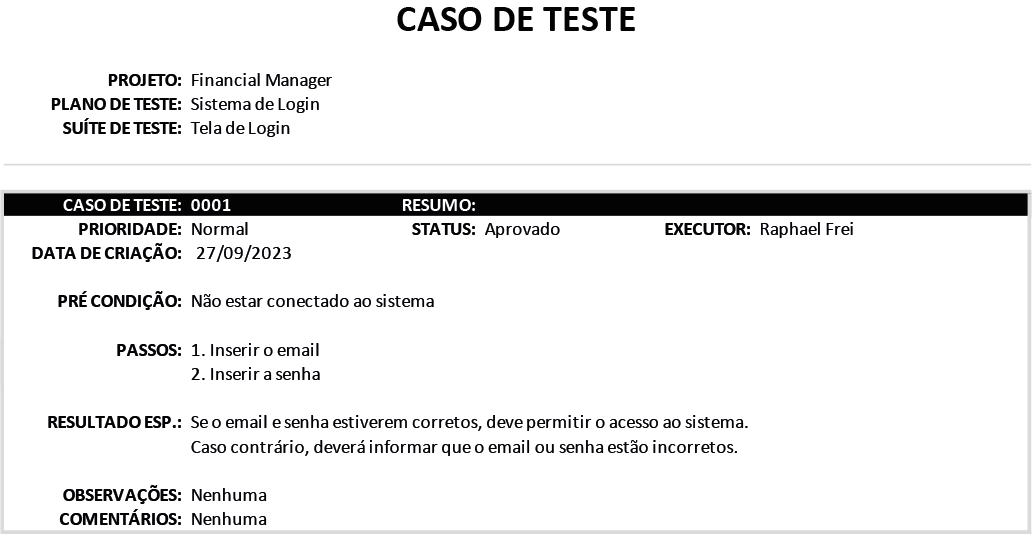 CASO DE TESTE
PROJETO: Financial Manager
PLANO DE TESTE: Sistema de Login
SUÍTE DE TESTE: Tela de Login
CASO DE TESTE: 0001 RESUMO:
PRIORIDADE: Normal STATUS: Aprovado EXECUTOR: Raphael Frei
DATA DE CRIAÇÃO: 27/09/2023
PRÉ CONDIÇÃO: Não estar conectado ao sistema
PASSOS: 1. Inserir o email
2. Inserir a senha
RESULTADO ESP.: Se o email e senha estiverem corretos, deve permitir o acesso ao sistema.
Caso contrário, deverá informar que o email ou senha estão incorretos.
OBSERVAÇÕES: Nenhuma
COMENTÁRIOS: Nenhuma